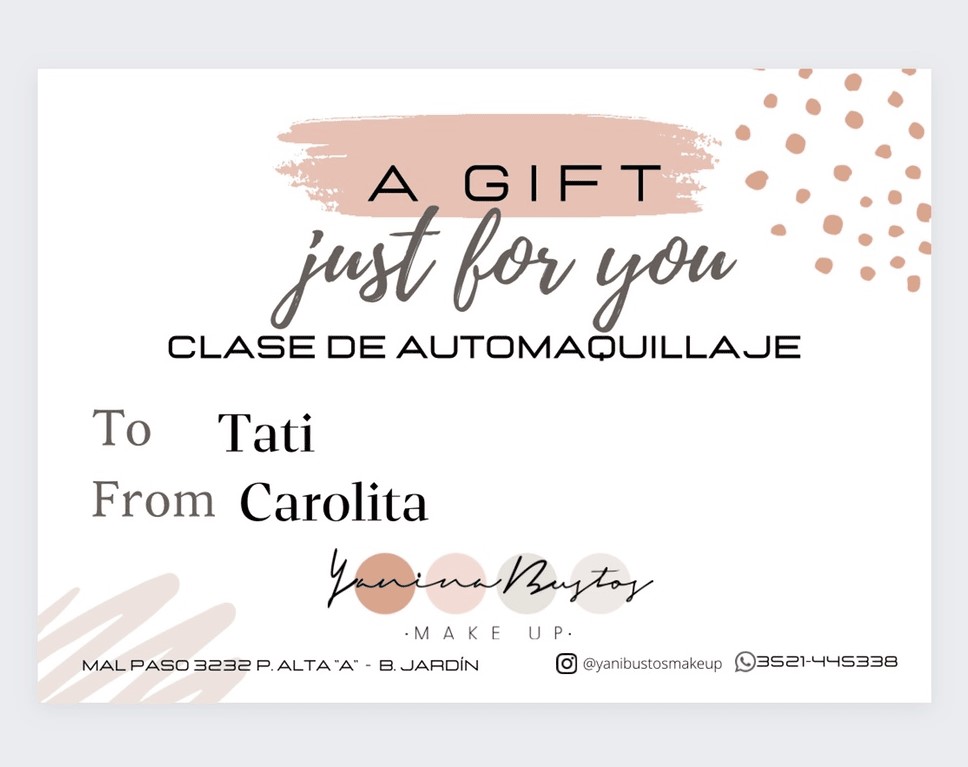 A GIFT
just for you
CLASE DE AUTOMAQUILLAJE
To Tati
From Carolita
Yanina Bustos
·MAKE UP·
MAL PASO 3232 P. ALTA "A" - B. JARDÍN @yanibustosmakeup 3521-445338